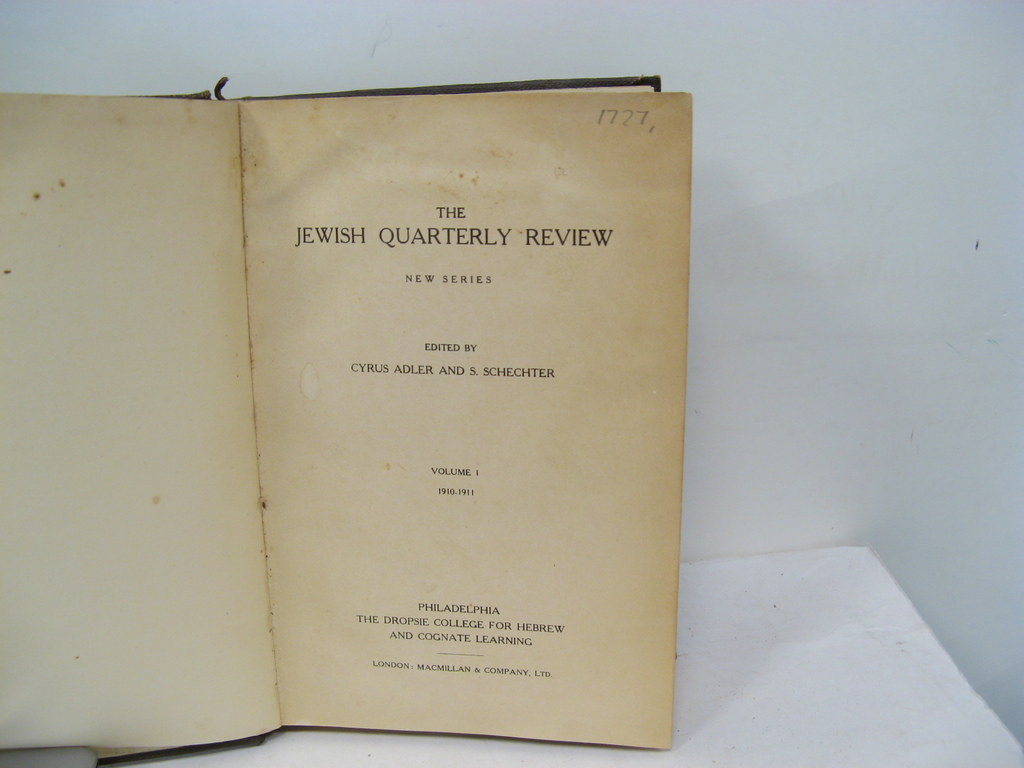 1727,
THE
JEWISH QUARTERLY REVIEW
NEW SERIES
EDITED BY
CYRUS ADLER AND S. SCHECHTER
VOLUME I
1910-1911
PHILADELPHIA
THE DROPSIE COLLEGE FOR HEBREW
AND COGNATE LEARNING
LONDON: MACMILLAN & COMPANY, LTD.